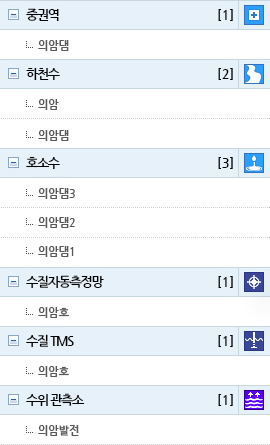 중권역 [1]
의암댐
하천수 [2]
의암
의암댐
호소수 [3]
의암댐3
의암댐2
의암댐1
수질자동측정망 [1]
의암호
수질 TMS [1]
의암호
수위 관측소 [1]
의암발전